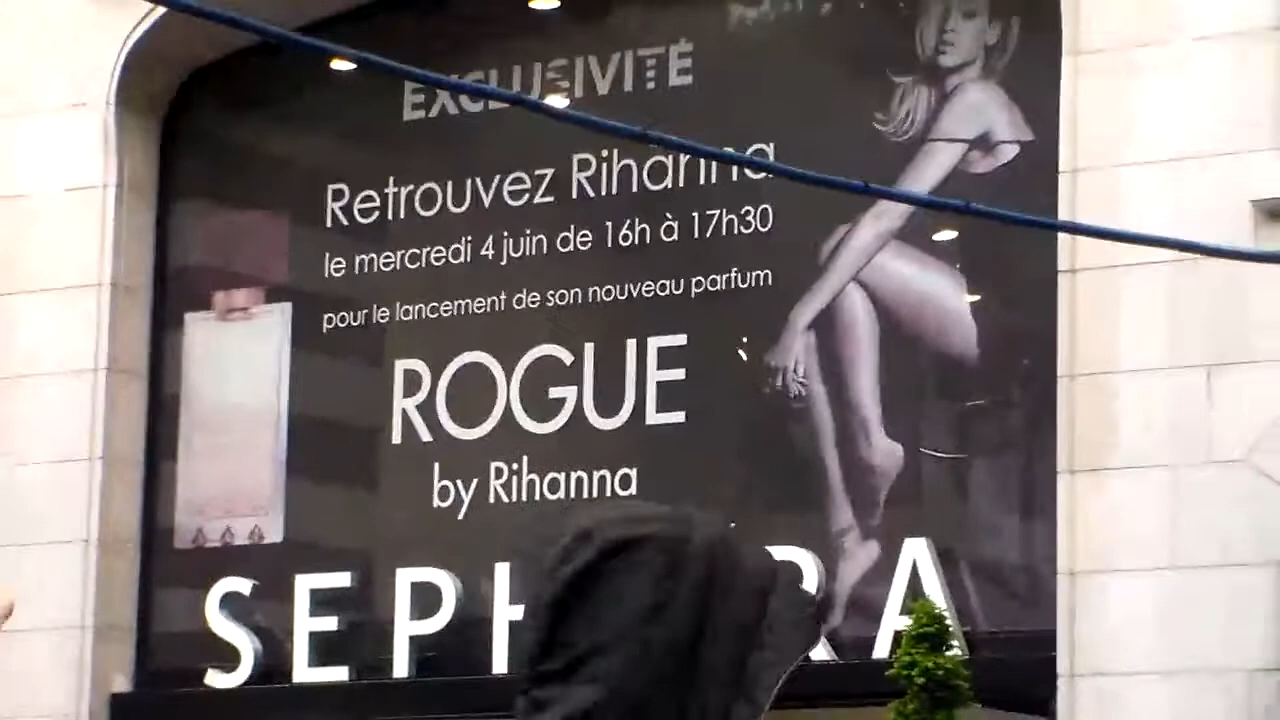 EXCLUSIVITÉ
Retrouvez Rihanna
le mercredi 4 juin de 16h à 17h30
pour le lancement de son nouveau parfum
ROGUE
by Rihanna
SEPHORA